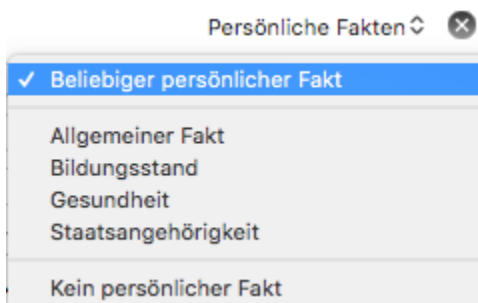 Persönliche Fakten
Beliebiger persönlicher Fakt
Allgemeiner Fakt
Bildungsstand
Gesundheit
Staatsangehörigkeit
Kein persönlicher Fakt